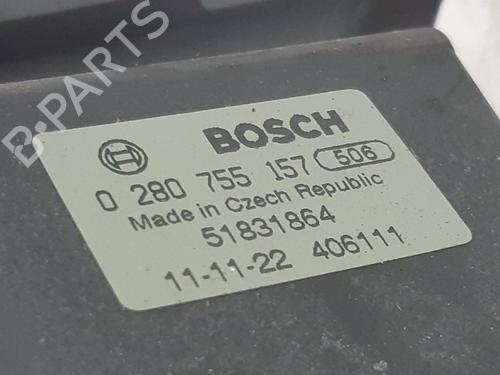 B-PARTS
BOSCH
0 280 755 157 506
Made in Czech Republic
51831864
11-11-22 406111